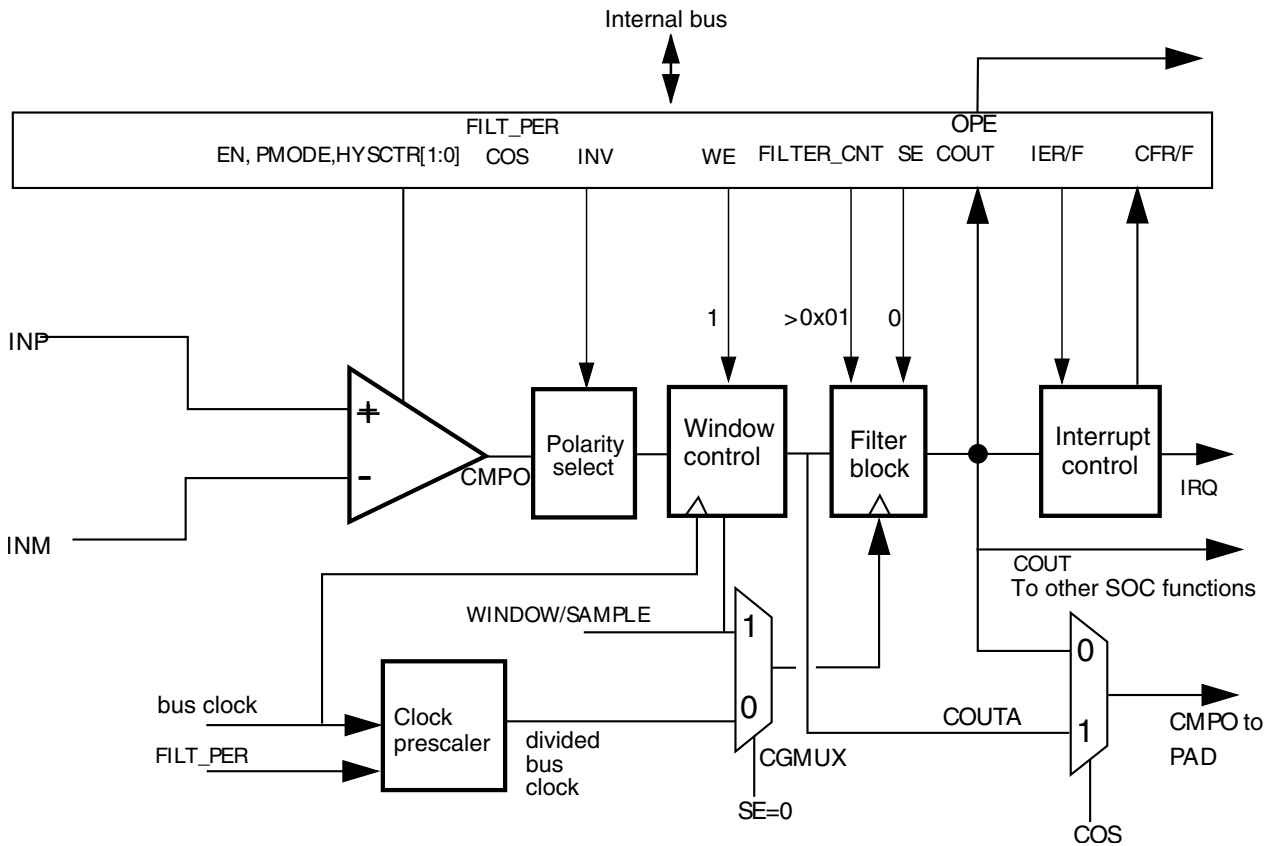 Internal bus
FILT_PER
OPE
EN, PMODE,HYSCTR[1:0]
COS
INV
WE
FILTER_CNT
SE
COUT
IER/F
CFR/F
1
>0x01
0
INP
INM
+
-
CMPO
Polarity
select
Window
control
Filter
block
Interrupt
control
IRQ
COUT
To other SOC functions
WINDOW/SAMPLE
1
0
CGMUX
SE=0
bus clock
FILT_PER
Clock
prescaler
divided
bus
clock
COUTA
0
1
COS
CMPO to
PAD